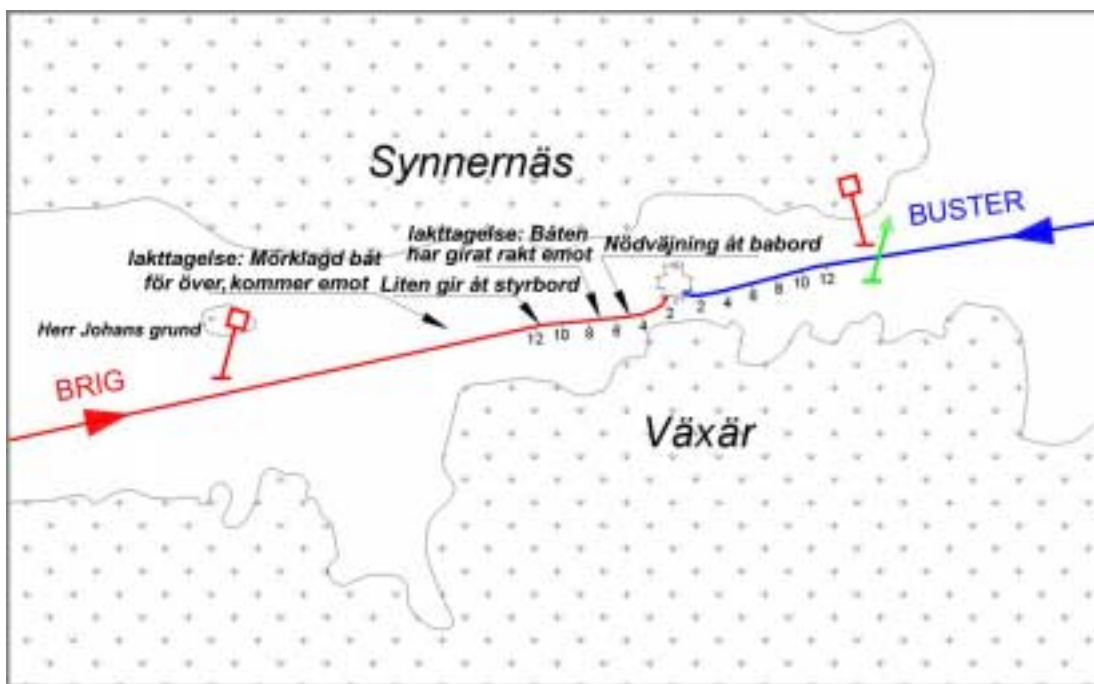 Synnernäs
BUSTER
Iakttagelse: Båten
har girat rakt emot
Nödväjning åt babord
Iakttagelse: Mörklagd båt
för över, kommer emot
Liten gir åt styrbord
Herr Johans grund
12 10 8 6 4 2
2 4 6 8 10 12
BRIG
Växär